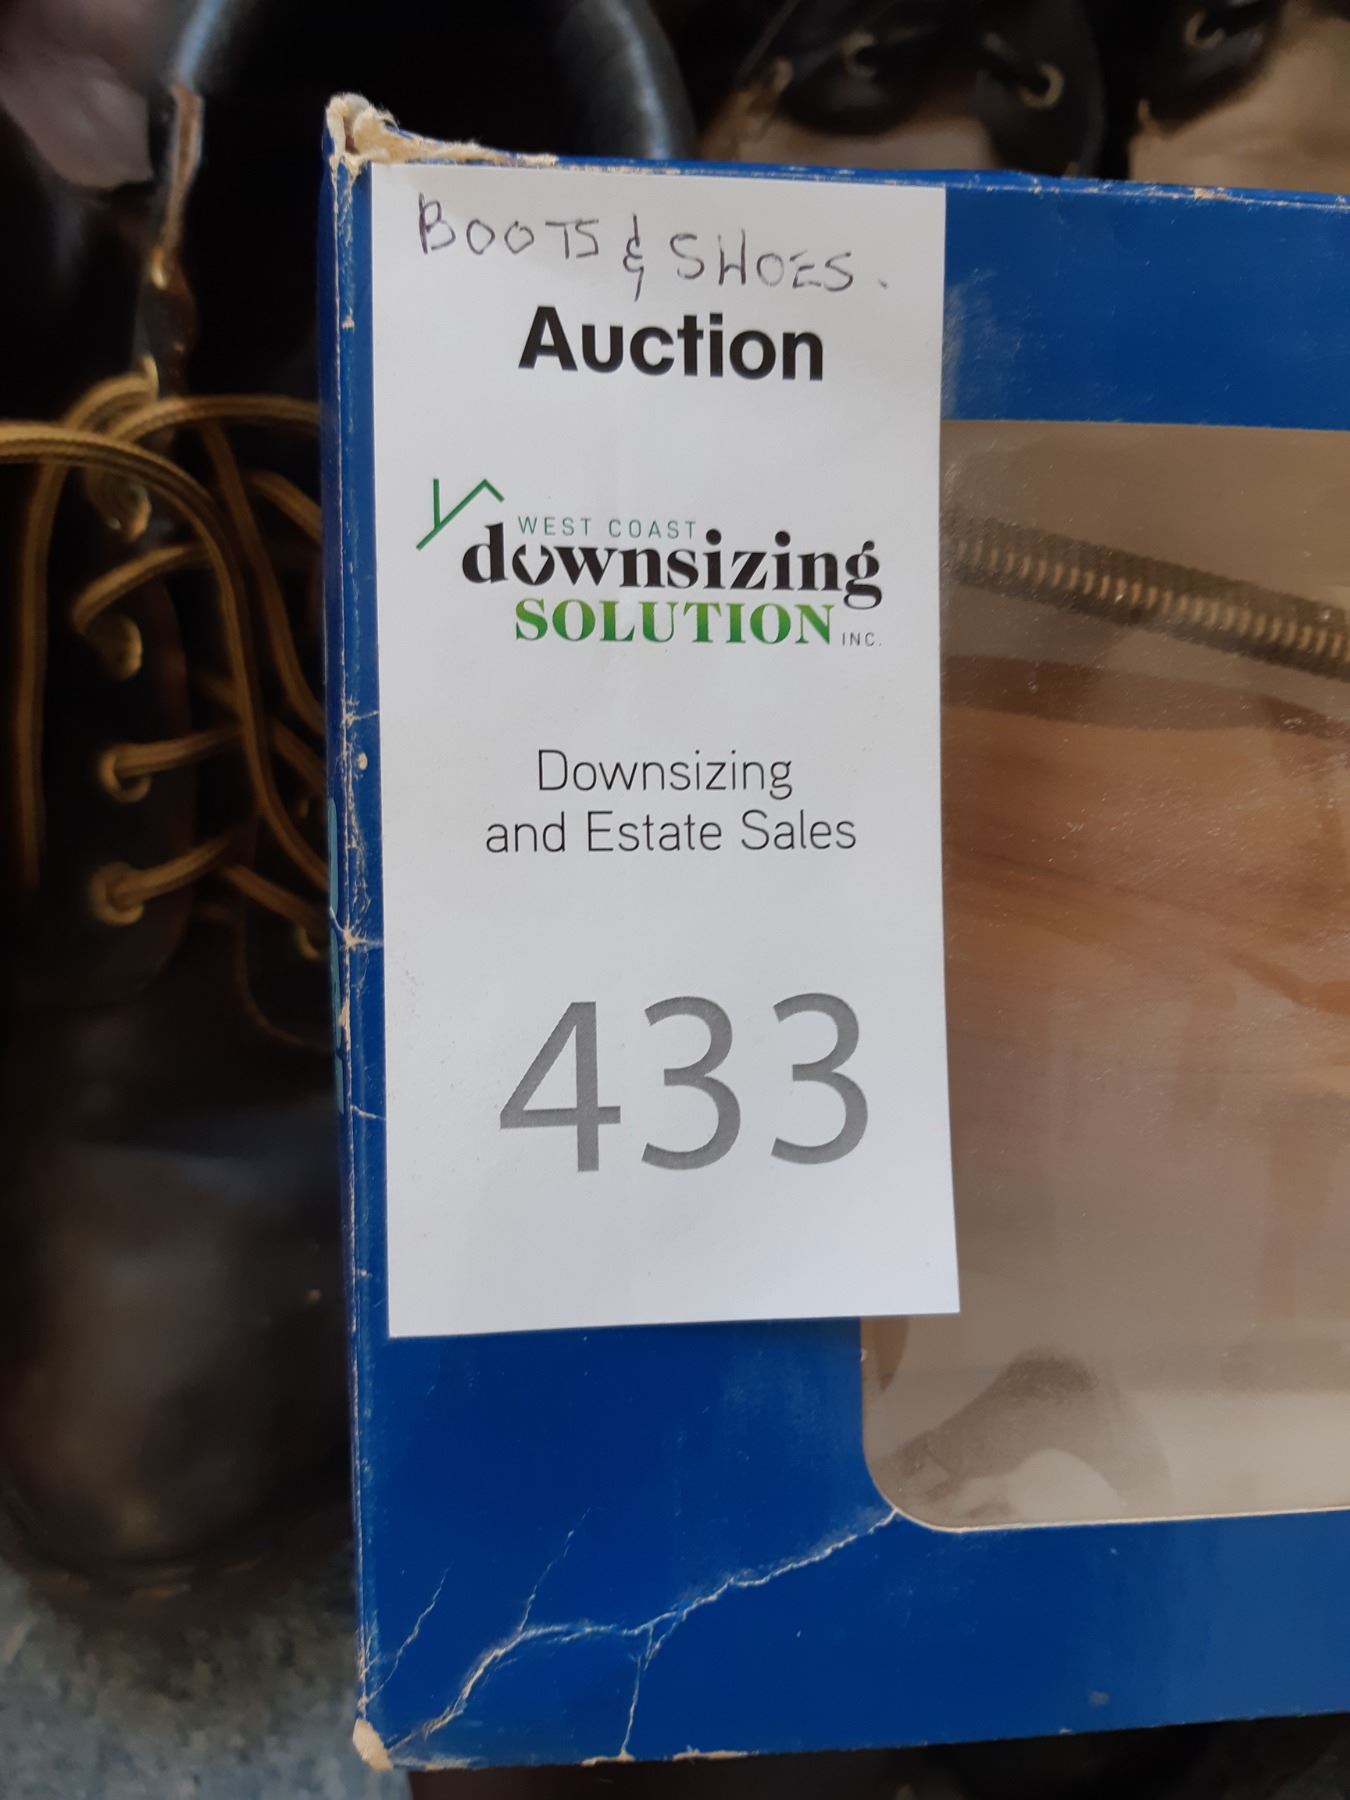 BOOTS & SHOES.
Auction
WEST COAST
downsizing
SOLUTION INC.
Downsizing
and Estate Sales
433